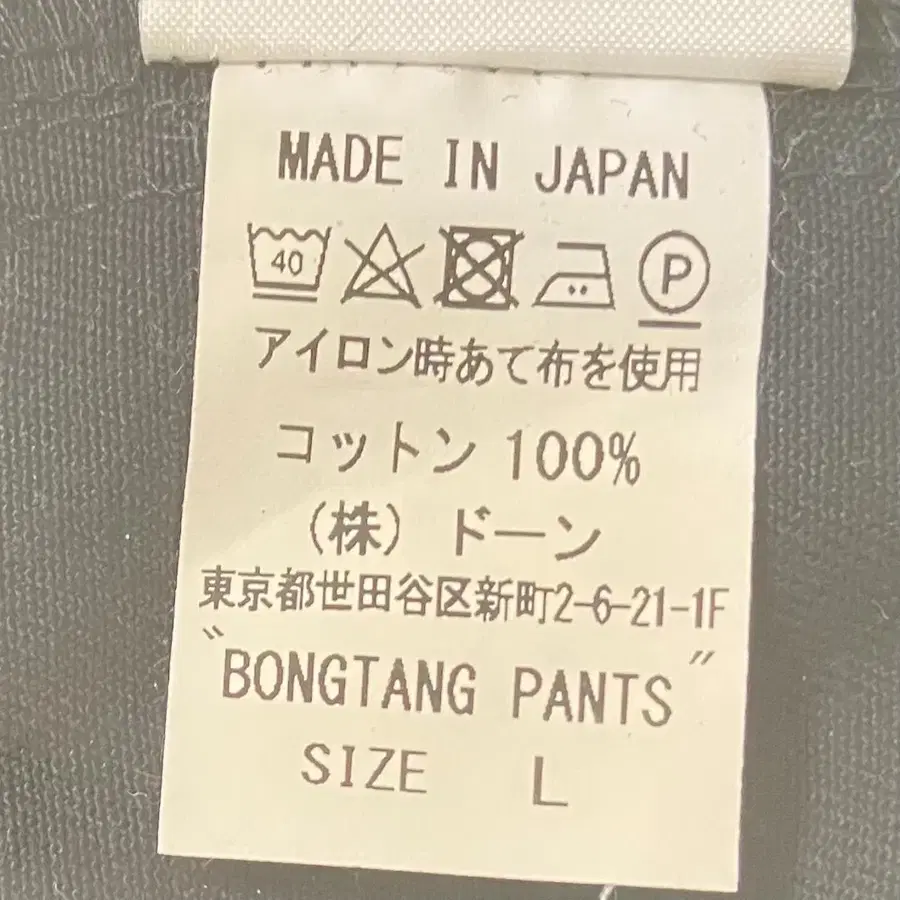 MADE IN JAPAN
40 P
アイロン時あて布を使用
コットン 100%
(株) ドーン
東京都世田谷区新町2-6-21-1F
"BONGTANG PANTS"
SIZE L